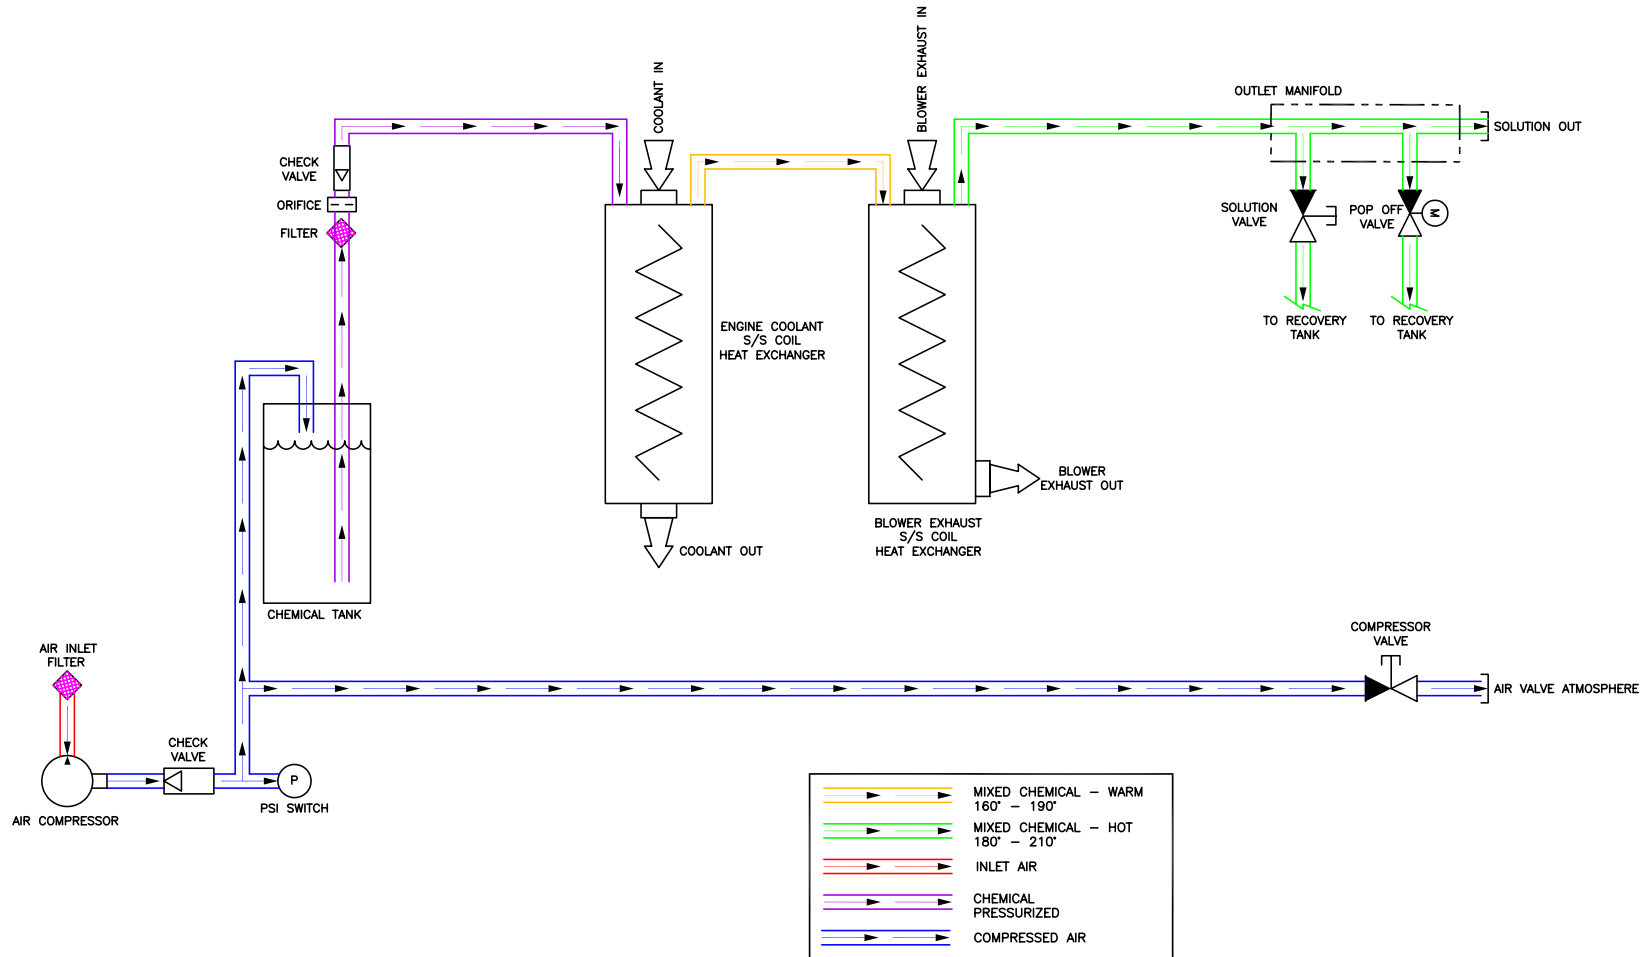 COOLANT IN
BLOWER EXHAUST IN
OUTLET MANIFOLD
SOLUTION OUT
CHECK
VALVE
ORIFICE
FILTER
SOLUTION
VALVE
POP OFF
VALVE
M
TO RECOVERY
TANK
TO RECOVERY
TANK
ENGINE COOLANT
S/S COIL
HEAT EXCHANGER
BLOWER
EXHAUST OUT
BLOWER EXHAUST
S/S COIL
HEAT EXCHANGER
COOLANT OUT
CHEMICAL TANK
AIR INLET
FILTER
COMPRESSOR
VALVE
AIR VALVE ATMOSPHERE
CHECK
VALVE
P
PSI SWITCH
AIR COMPRESSOR
MIXED CHEMICAL – WARM
160° – 190°
MIXED CHEMICAL – HOT
180° – 210°
INLET AIR
CHEMICAL
PRESSURIZED
COMPRESSED AIR